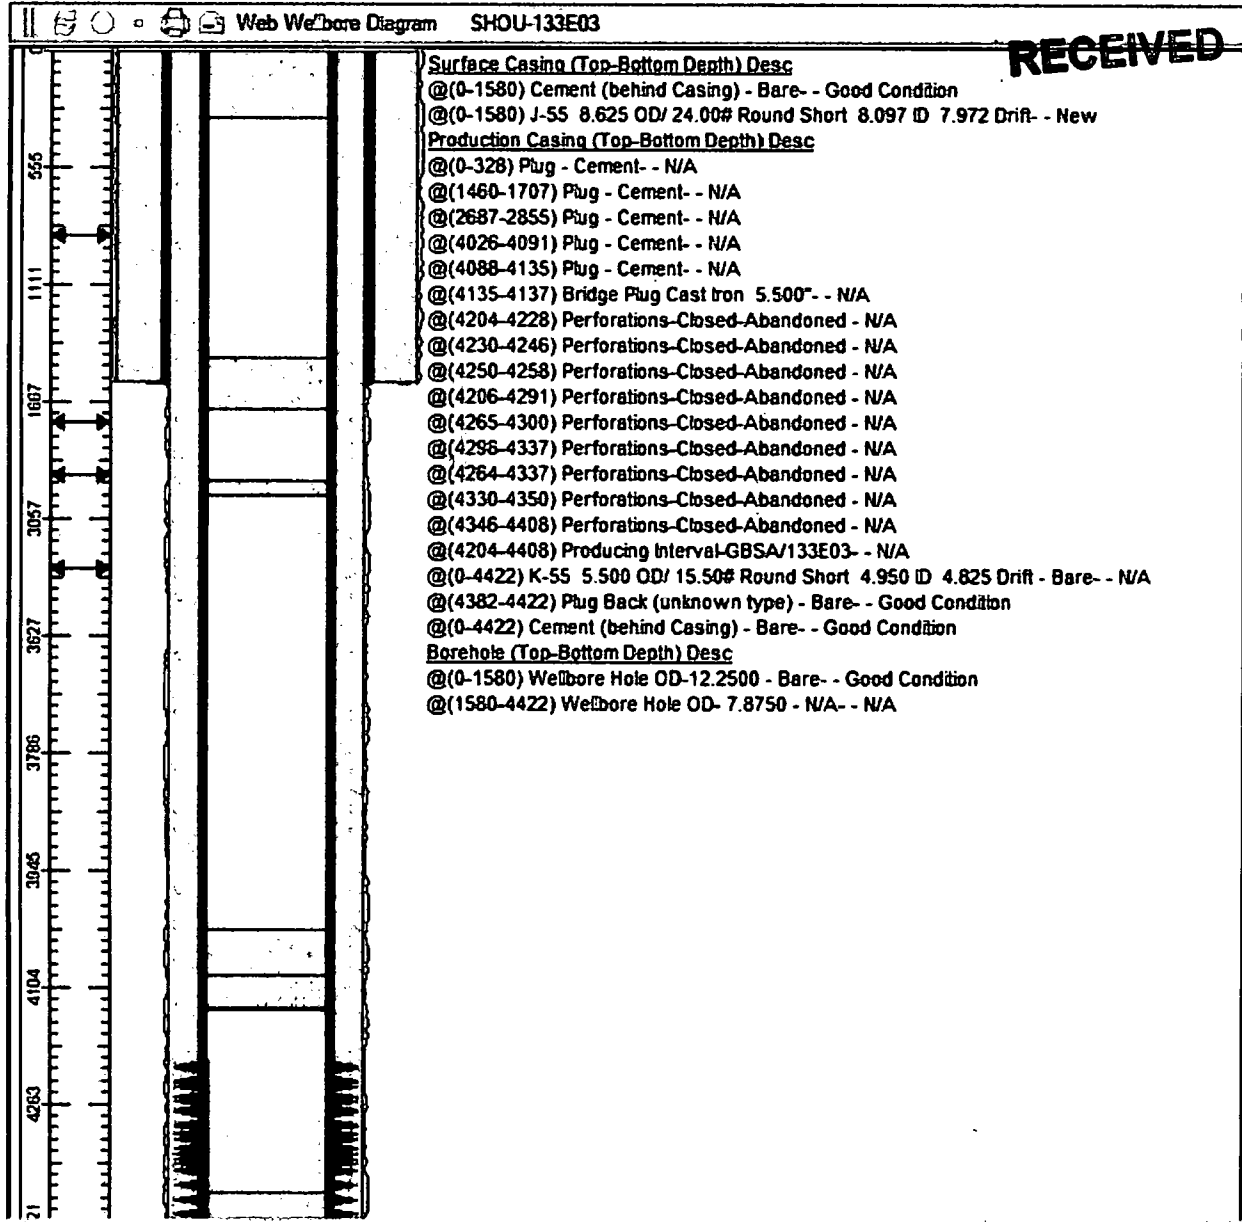 Web Wellbore Diagram SHOU-133E03
RECEIVED
Surface Casing (Top-Bottom Depth) Desc
@(0-1580) Cement (behind Casing) - Bare- - Good Condition
@(0-1580) J-55 8.625 OD/ 24.00# Round Short 8.097 ID 7.972 Drift- - New
Production Casing (Top-Bottom Depth) Desc
@(0-328) Plug - Cement- - N/A
@(1460-1707) Plug - Cement- - N/A
@(2687-2855) Plug - Cement- - N/A
@(4026-4091) Plug - Cement- - N/A
@(4088-4135) Plug - Cement- - N/A
@(4135-4137) Bridge Plug Cast Iron 5.500"- - N/A
@(4204-4228) Perforations-Closed-Abandoned - N/A
@(4230-4246) Perforations-Closed-Abandoned - N/A
@(4250-4258) Perforations-Closed-Abandoned - N/A
@(4206-4291) Perforations-Closed-Abandoned - N/A
@(4265-4300) Perforations-Closed-Abandoned - N/A
@(4298-4337) Perforations-Closed-Abandoned - N/A
@(4264-4337) Perforations-Closed-Abandoned - N/A
@(4330-4350) Perforations-Closed-Abandoned - N/A
@(4346-4408) Perforations-Closed-Abandoned - N/A
@(4204-4408) Producing Interval-GBSA/133E03- - N/A
@(0-4422) K-55 5.500 OD/ 15.50# Round Short 4.950 ID 4.825 Drift - Bare- - N/A
@(4382-4422) Plug Back (unknown type) - Bare- - Good Condition
@(0-4422) Cement (behind Casing) - Bare- - Good Condition
Borehole (Top-Bottom Depth) Desc
@(0-1580) Wellbore Hole OD-12.2500 - Bare- - Good Condition
@(1580-4422) Wellbore Hole OD- 7.8750 - N/A- - N/A
0
555
1111
1667
3057
3627
3786
3945
4104
4263
21